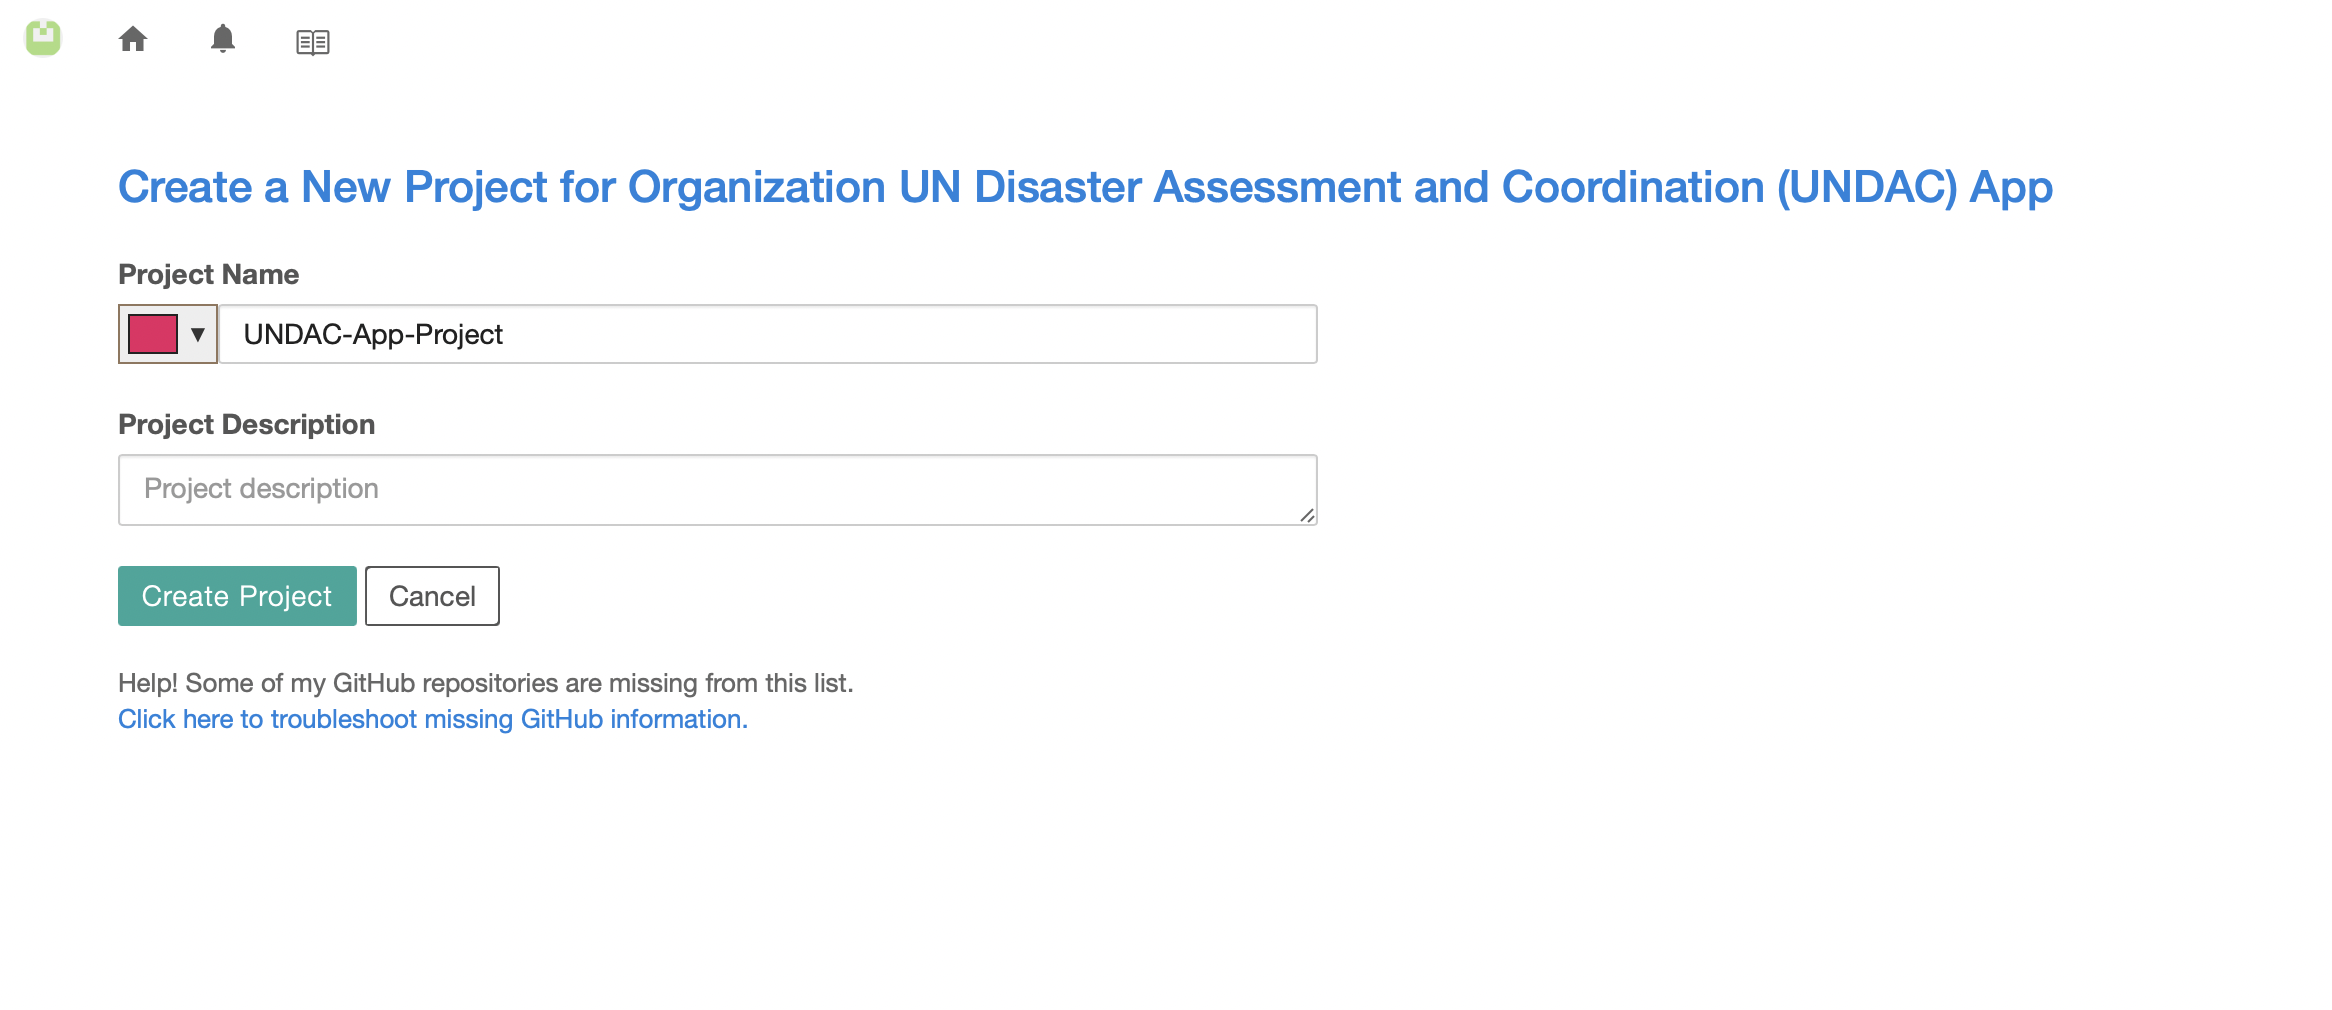 Create a New Project for Organization UN Disaster Assessment and Coordination (UNDAC) App
Project Name
UNDAC-App-Project
Project Description
Project description
Create Project
Cancel
Help! Some of my GitHub repositories are missing from this list.
Click here to troubleshoot missing GitHub information.